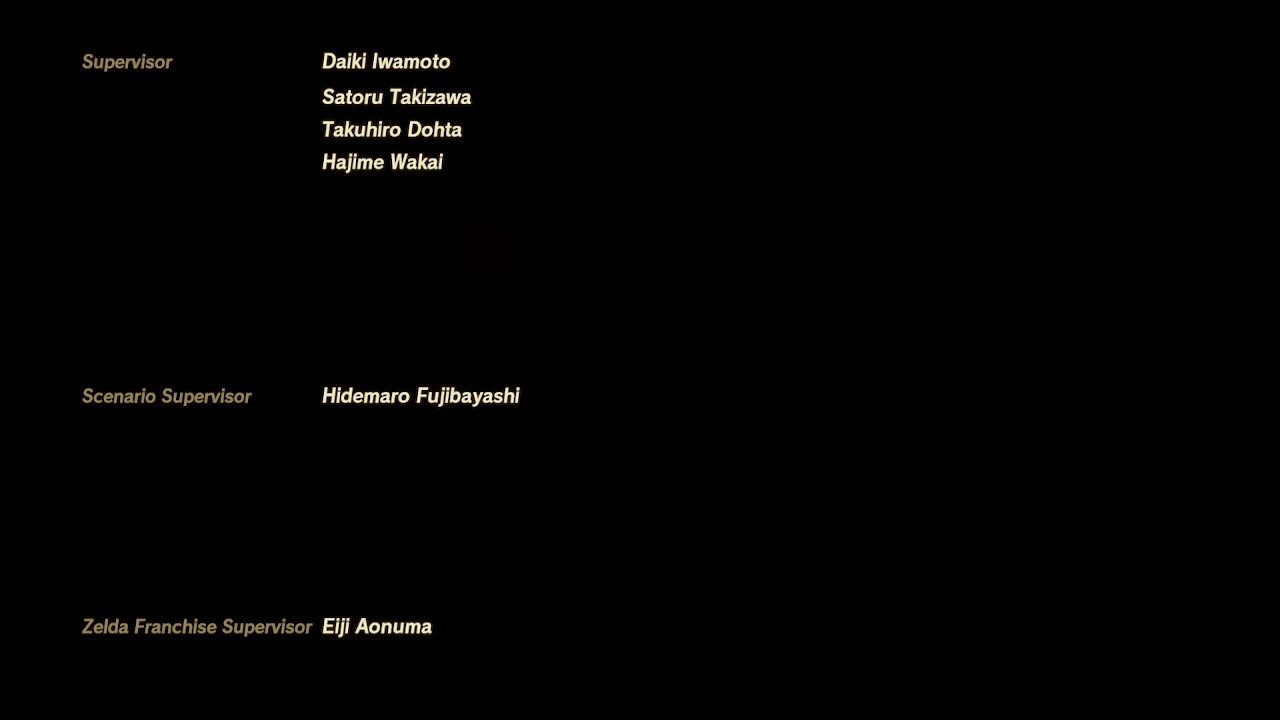 Supervisor Daiki Iwamoto
Satoru Takizawa
Takuhiro Dohta
Hajime Wakai
Scenario Supervisor Hidemaro Fujibayashi
Zelda Franchise Supervisor Eiji Aonuma